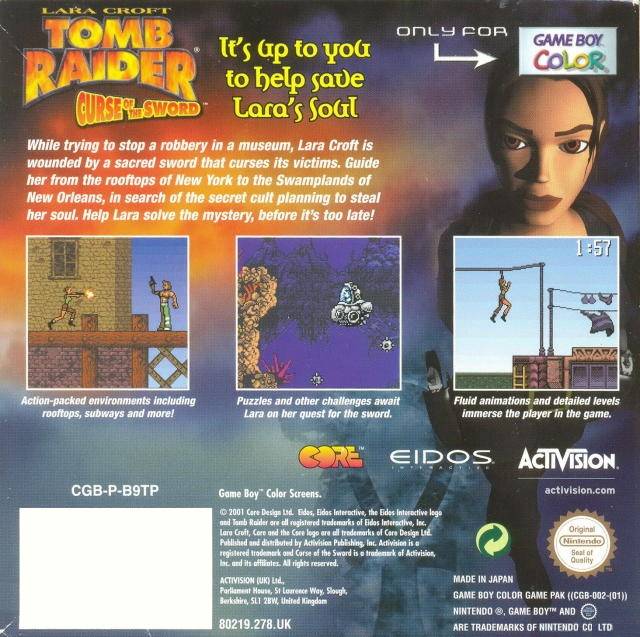 LARA CROFT
TOMB
RAIDER®
CURSE OF THE SWORD™
It's up to you
to help save
Lara's Soul
ONLY FOR
GAME BOY
COLOR
While trying to stop a robbery in a museum, Lara Croft is
wounded by a sacred sword that curses its victims. Guide
her from the rooftops of New York to the Swamplands of
New Orleans, in search of the secret cult planning to steal
her soul. Help Lara solve the mystery, before it's too late!
1:57
Action-packed environments including
rooftops, subways and more!
Puzzles and other challenges await
Lara on her quest for the sword.
Fluid animations and detailed levels
immerse the player in the game.
CORE™
EIDOS
INTERACTIVE
ACTIVISION.
activision.com
CGB-P-B9TP
Game Boy™ Color Screens.
© 2001 Core Design Ltd. Eidos, Eidos Interactive, the Eidos Interactive logo
and Tomb Raider are all registered trademarks of Eidos Interactive, Inc.
Lara Croft, Core and the Core logo are all trademarks of Core Design Ltd.
Published and distributed by Activision Publishing, Inc. Activision is a
registered trademark and Curse of the Sword is a trademark of Activision,
Inc. and its affiliates. All rights reserved.
ACTIVISION (UK) Ltd.,
Parliament House, St Laurence Way, Slough,
Berkshire, SL1 2BW, United Kingdom
80219.278.UK
Original
Nintendo
Seal of
Quality
MADE IN JAPAN
GAME BOY COLOR GAME PAK ((CGB-002-(01))
NINTENDO ®, GAME BOY™ AND
ARE TRADEMARKS OF NINTENDO CO LTD